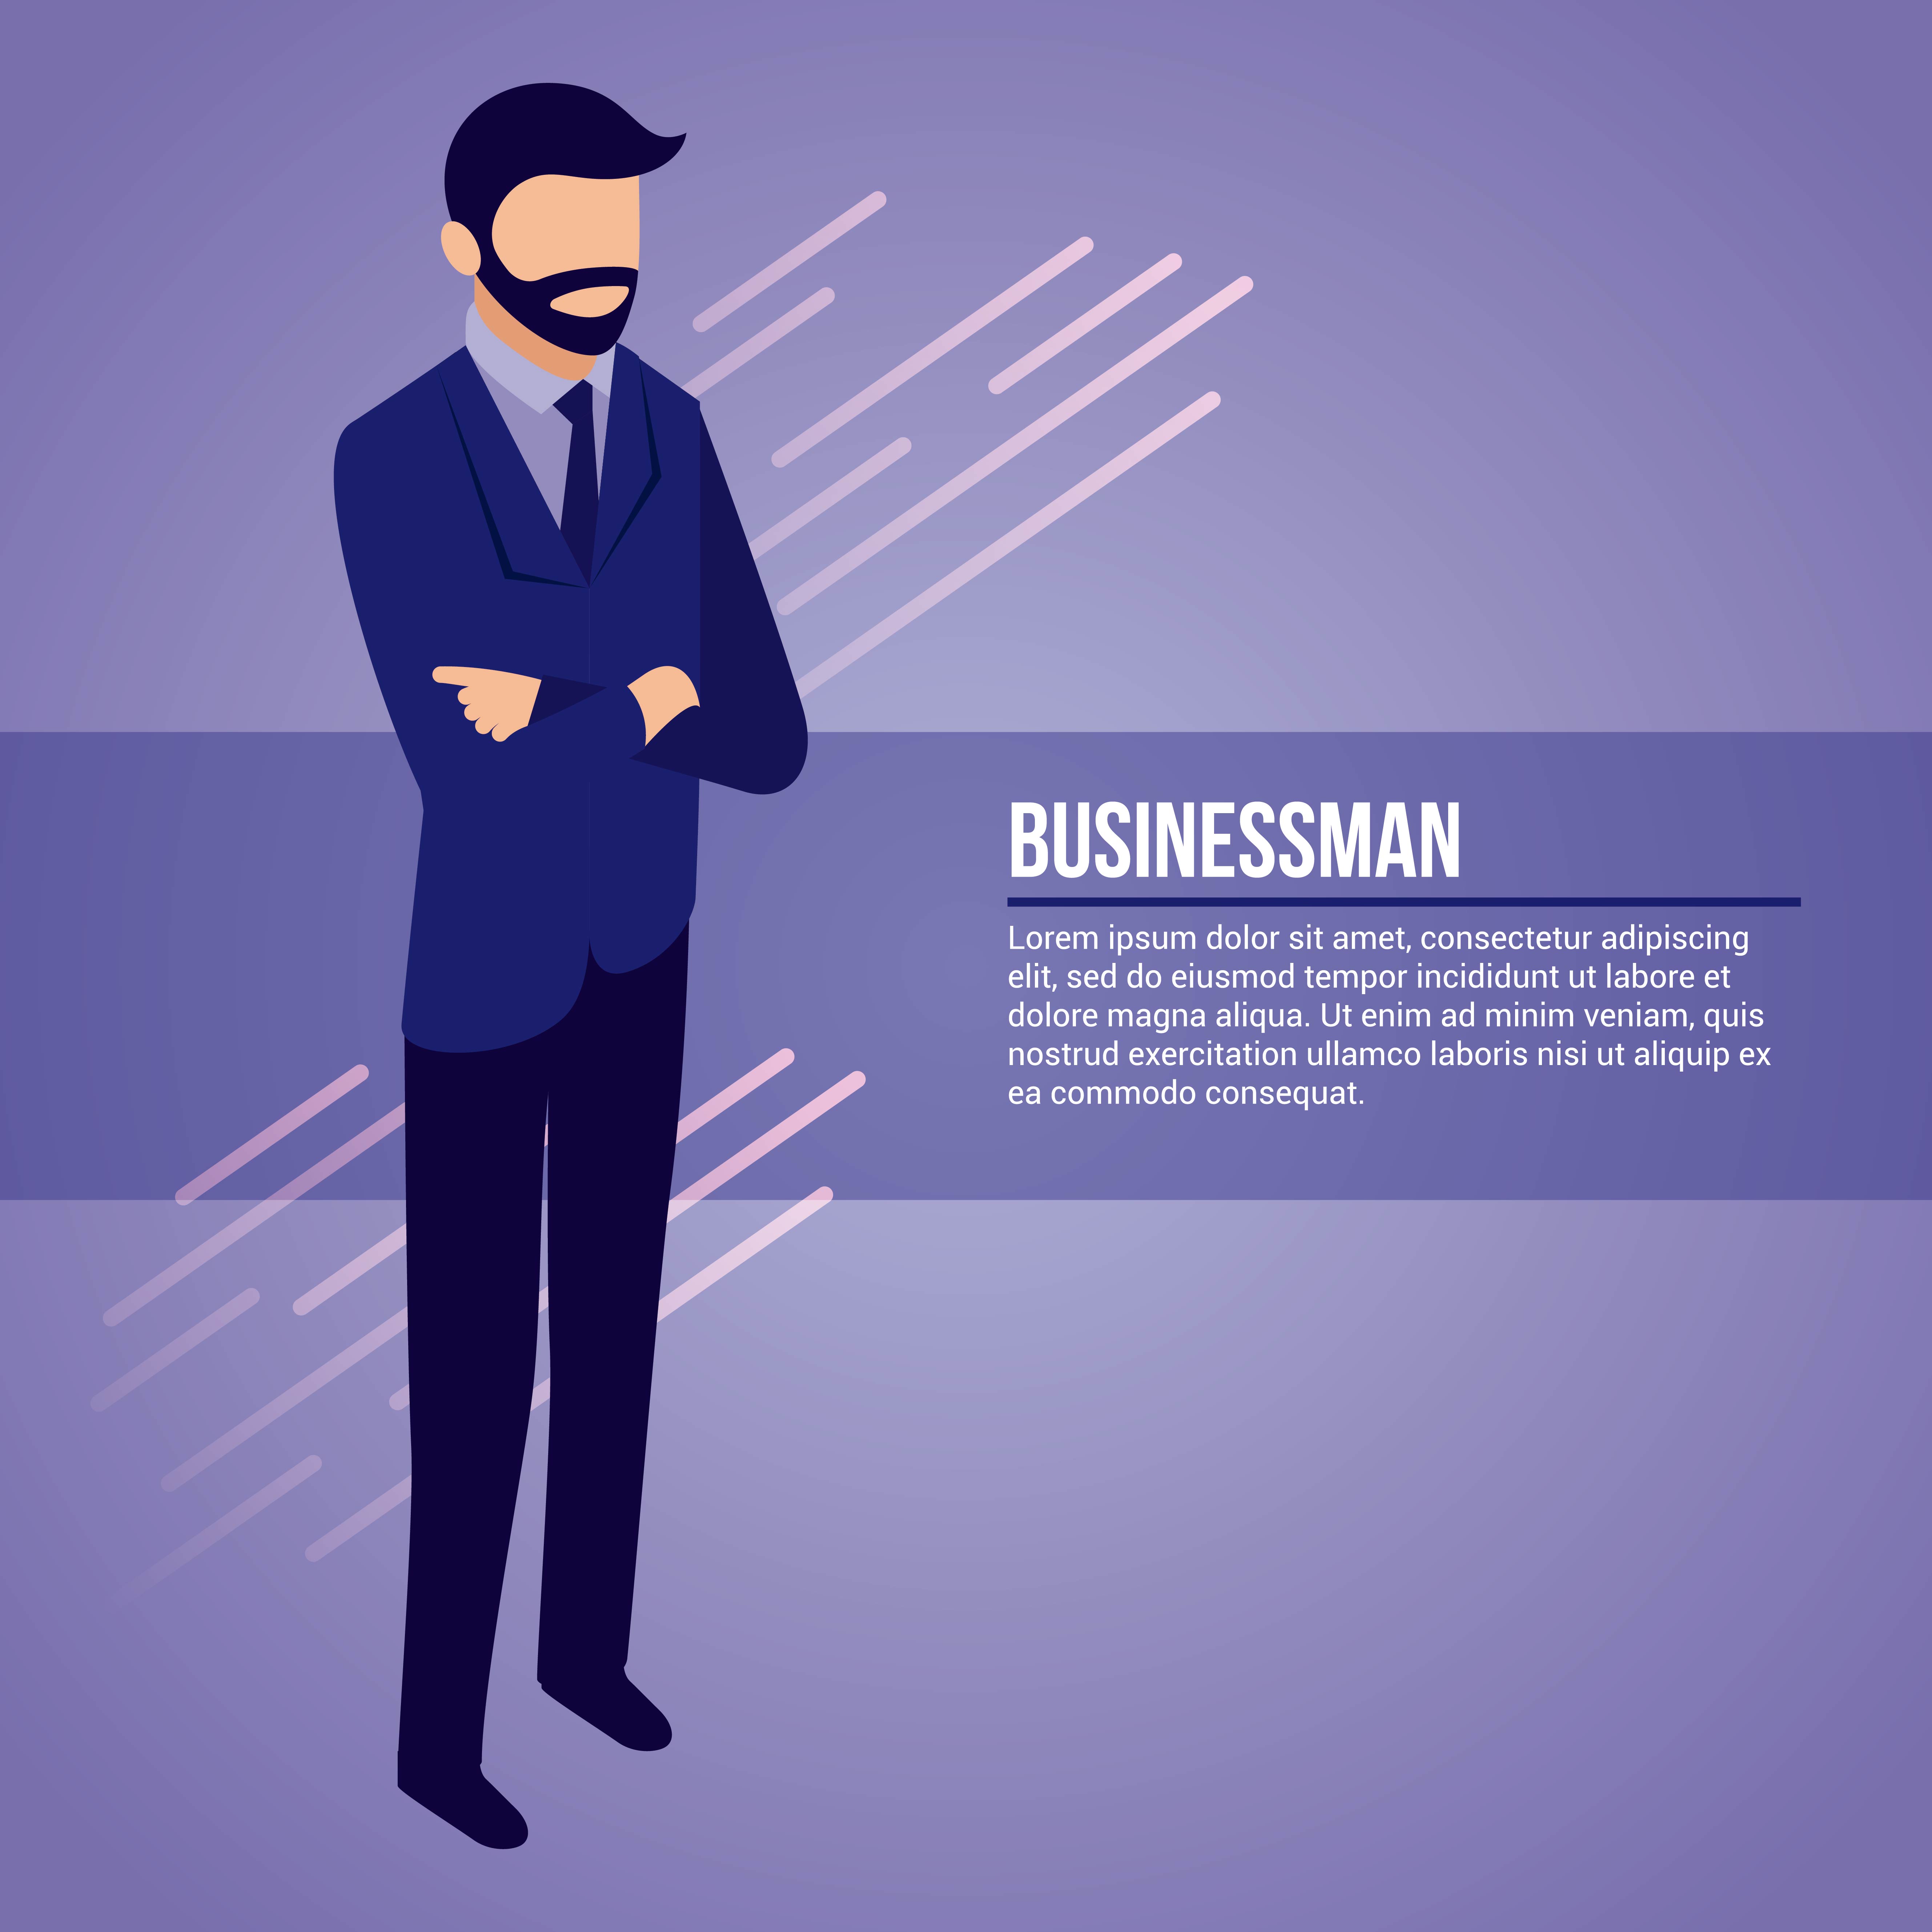 BUSINESSMAN
Lorem ipsum dolor sit amet, consectetur adipiscing
elit, sed do eiusmod tempor incididunt ut labore et
dolore magna aliqua. Ut enim ad minim veniam, quis
nostrud exercitation ullamco laboris nisi ut aliquip ex
ea commodo consequat.